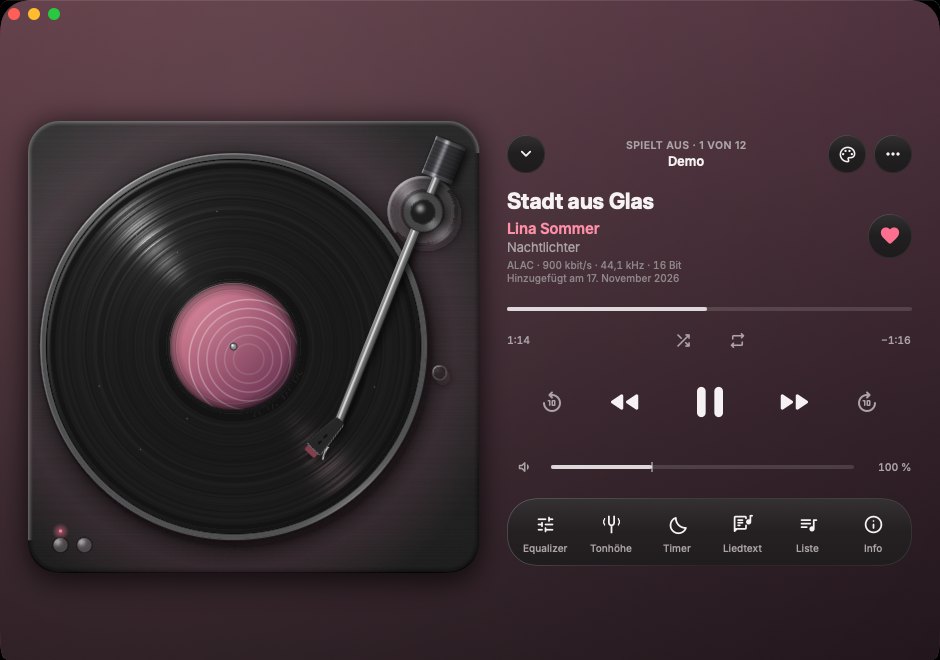 SPIELT AUS · 1 VON 12
Demo
Stadt aus Glas
Lina Sommer
Nachtlichter
ALAC · 900 kbit/s · 44,1 kHz · 16 Bit
Hinzugefügt am 17. November 2026
1:14
−1:16
10
10
100 %
Equalizer
Tonhöhe
Timer
Liedtext
Liste
Info